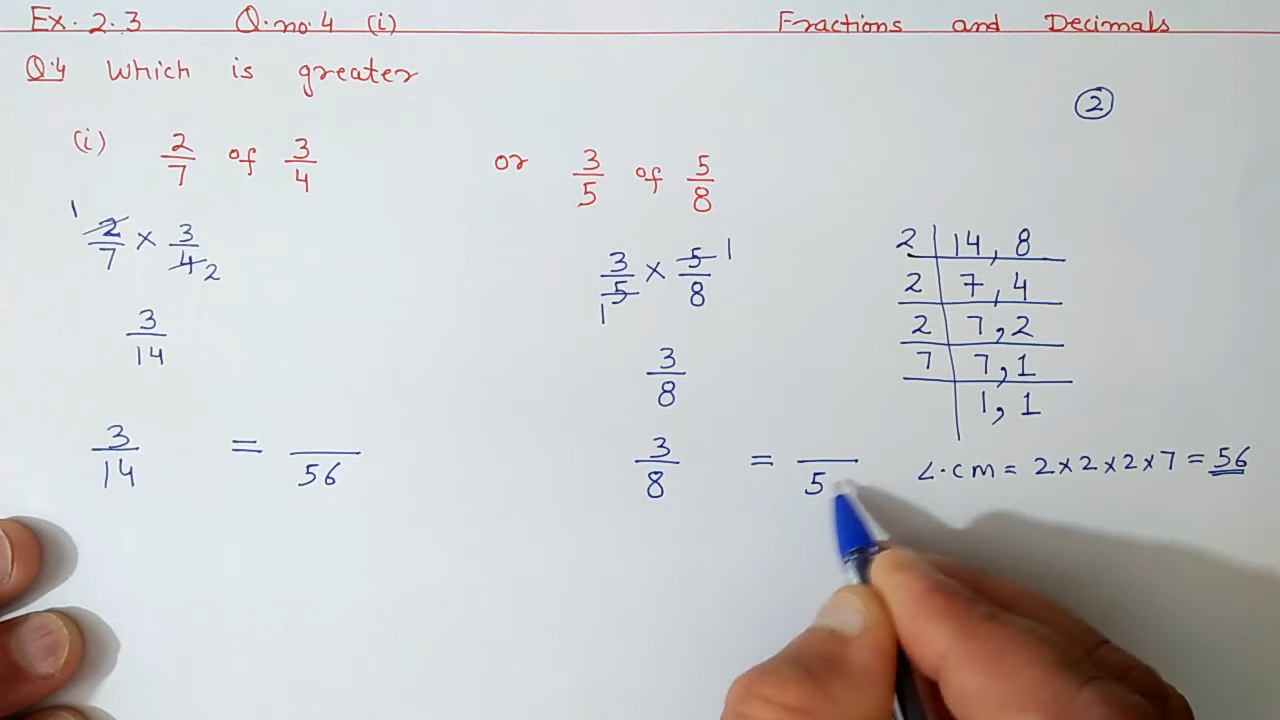 Ex. 2.3 Q.no.4 (i) Fractions and Decimals
Q.4 Which is greater
2
(i) 2/7 of 3/4 or 3/5 of 5/8
1 2/7 × 3/4 2
3/5 × 5/8 1
1
3/14
3/8
2 | 14, 8
2 | 7, 4
2 | 7, 2
7 | 7, 1
1, 1
3/14 = /56
3/8 = /5
L.cm = 2×2×2×7 = 56